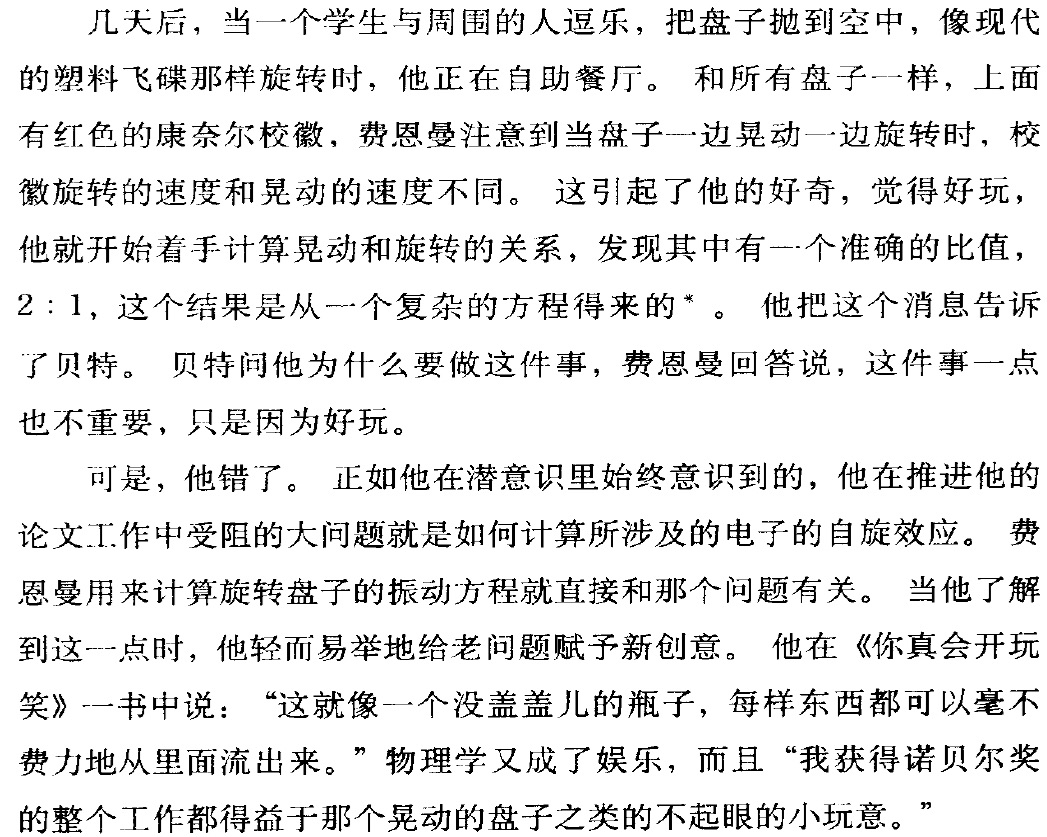 几天后，当一个学生与周围的人逗乐，把盘子抛到空中，像现代
的塑料飞碟那样旋转时，他正在自助餐厅。 和所有盘子一样，上面
有红色的康奈尔校徽，费恩曼注意到当盘子一边晃动一边旋转时，校
徽旋转的速度和晃动的速度不同。 这引起了他的好奇，觉得好玩，
他就开始着手计算晃动和旋转的关系，发现其中有一个准确的比值，
2：1，这个结果是从一个复杂的方程得来的*。 他把这个消息告诉
了贝特。 贝特问他为什么要做这件事，费恩曼回答说，这件事一点
也不重要，只是因为好玩。
可是，他错了。 正如他在潜意识里始终意识到的，他在推进他的
论文工作中受阻的大问题就是如何计算所涉及的电子的自旋效应。 费
恩曼用来计算旋转盘子的振动方程就直接和那个问题有关。 当他了解
到这一点时，他轻而易举地给老问题赋予新创意。 他在《你真会开玩
笑》一书中说：“这就像一个没盖盖儿的瓶子，每样东西都可以毫不
费力地从里面流出来。”物理学又成了娱乐，而且“我获得诺贝尔奖
的整个工作都得益于那个晃动的盘子之类的不起眼的小玩意。”